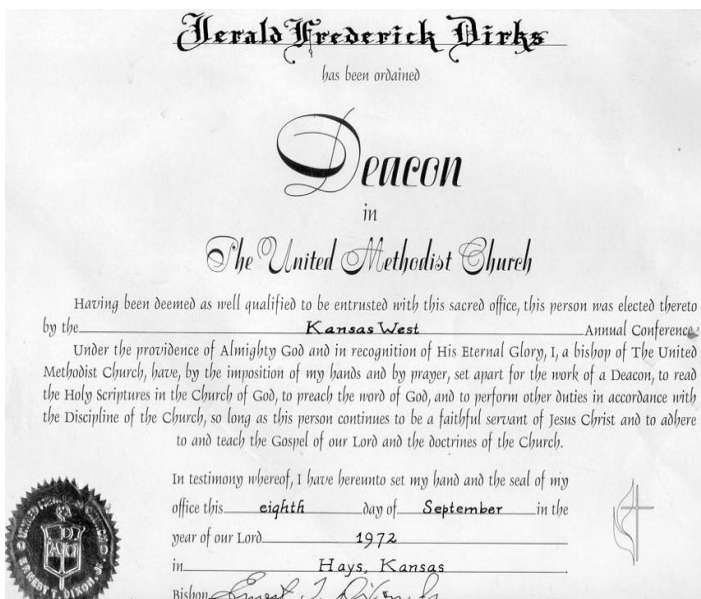 Jerald Frederick Dirks
has been ordained
Deacon
in
The United Methodist Church
Having been deemed as well qualified to be entrusted with this sacred office, this person was elected thereto
by the Kansas West Annual Conference.
Under the providence of Almighty God and in recognition of His Eternal Glory, I, a bishop of The United
Methodist Church, have, by the imposition of my hands and by prayer, set apart for the work of a Deacon, to read
the Holy Scriptures in the Church of God, to preach the word of God, and to perform other duties in accordance with
the Discipline of the Church, so long as this person continues to be a faithful servant of Jesus Christ and to adhere
to and teach the Gospel of our Lord and the doctrines of the Church.
In testimony whereof, I have hereunto set my hand and the seal of my
office this eighth day of September in the
year of our Lord 1972
in Hays, Kansas.
Bishop Ernest T. Dixon, Jr.
ERNEST T. DIXON, JR.